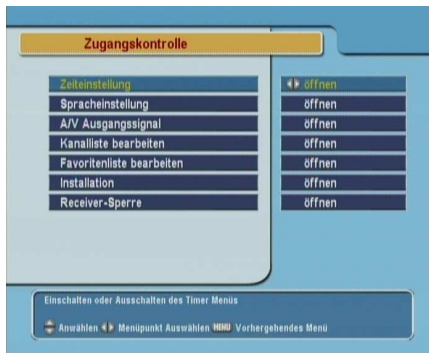 Zugangskontrolle
Zeiteinstellung öffnen
Spracheinstellung öffnen
A/V Ausgangssignal öffnen
Kanalliste bearbeiten öffnen
Favoritenliste bearbeiten öffnen
Installation öffnen
Receiver-Sperre öffnen
Einschalten oder Ausschalten des Timer Menüs
Anwählen Menüpunkt Auswählen MENU Vorhergehendes Menü